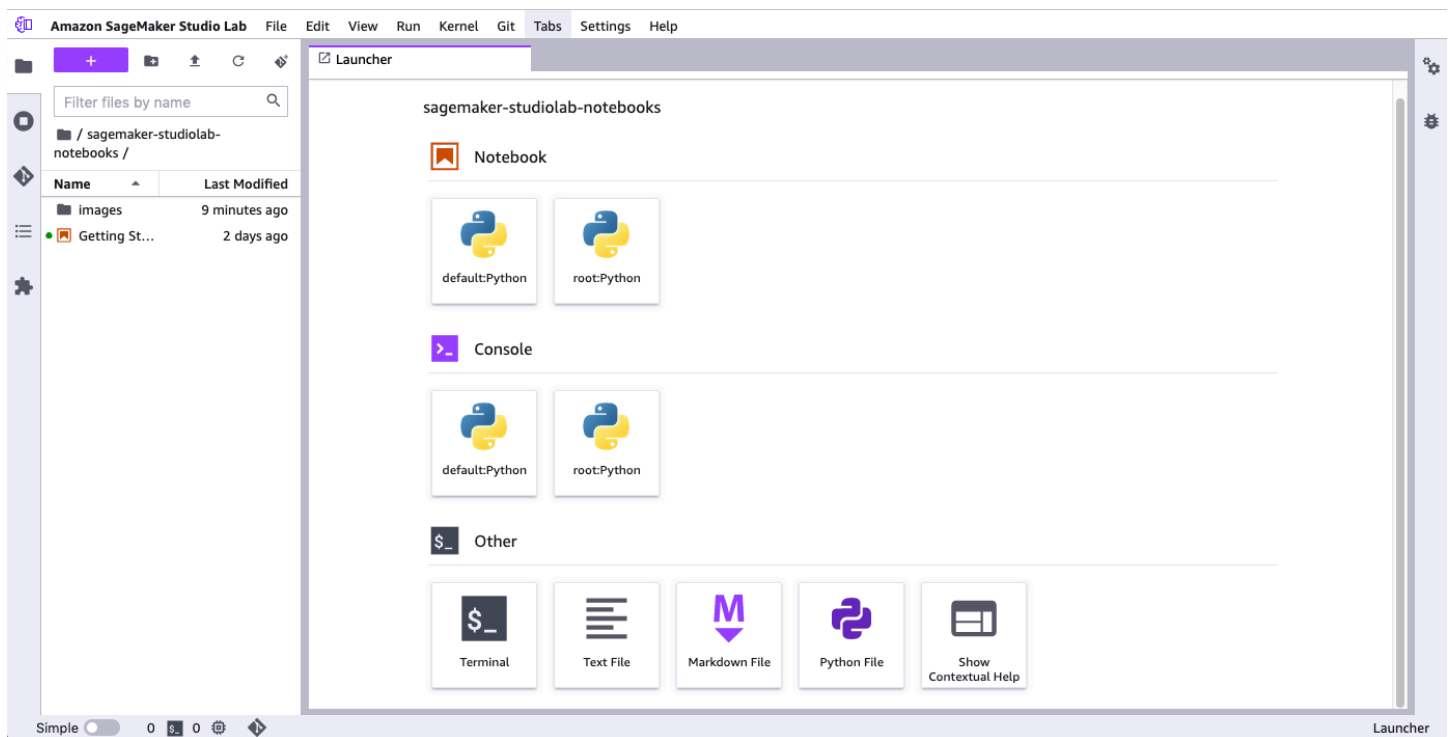 Amazon SageMaker Studio Lab File Edit View Run Kernel Git Tabs Settings Help
+
Filter files by name
/ sagemaker-studiolab-
notebooks /
Name Last Modified
images 9 minutes ago
Getting St... 2 days ago
Launcher
sagemaker-studiolab-notebooks
Notebook
default:Python root:Python
>_ Console
default:Python root:Python
$_ Other
$_ M
Terminal Text File Markdown File Python File Show
Contextual Help
Simple 0 $_ 0 Launcher